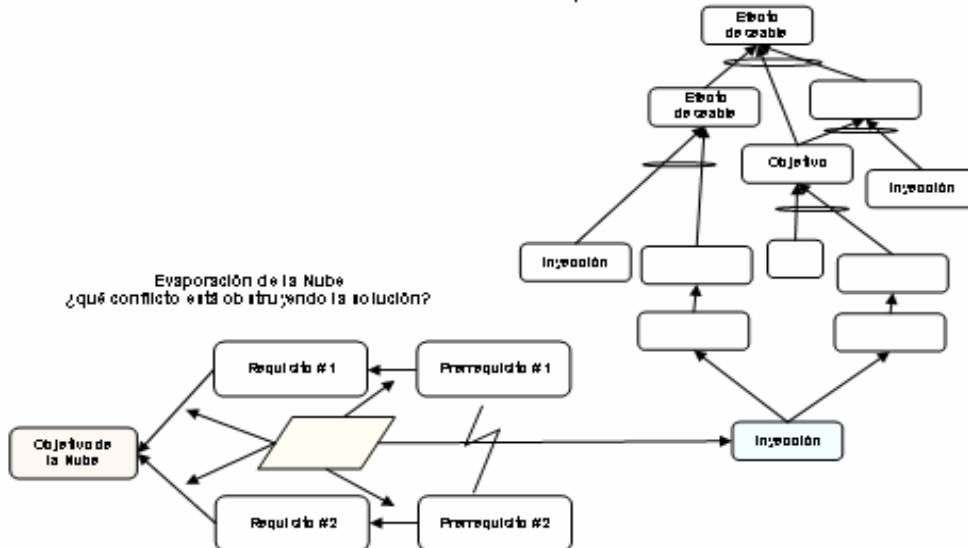 Efecto
deseable
Efecto
deseable
Objetivo
Inyección
Inyección
Evaporación de la Nube
¿qué conflicto está obstruyendo la solución?
Requisito #1
Prerrequisito #1
Objetivo de
la Nube
Inyección
Requisito #2
Prerrequisito #2